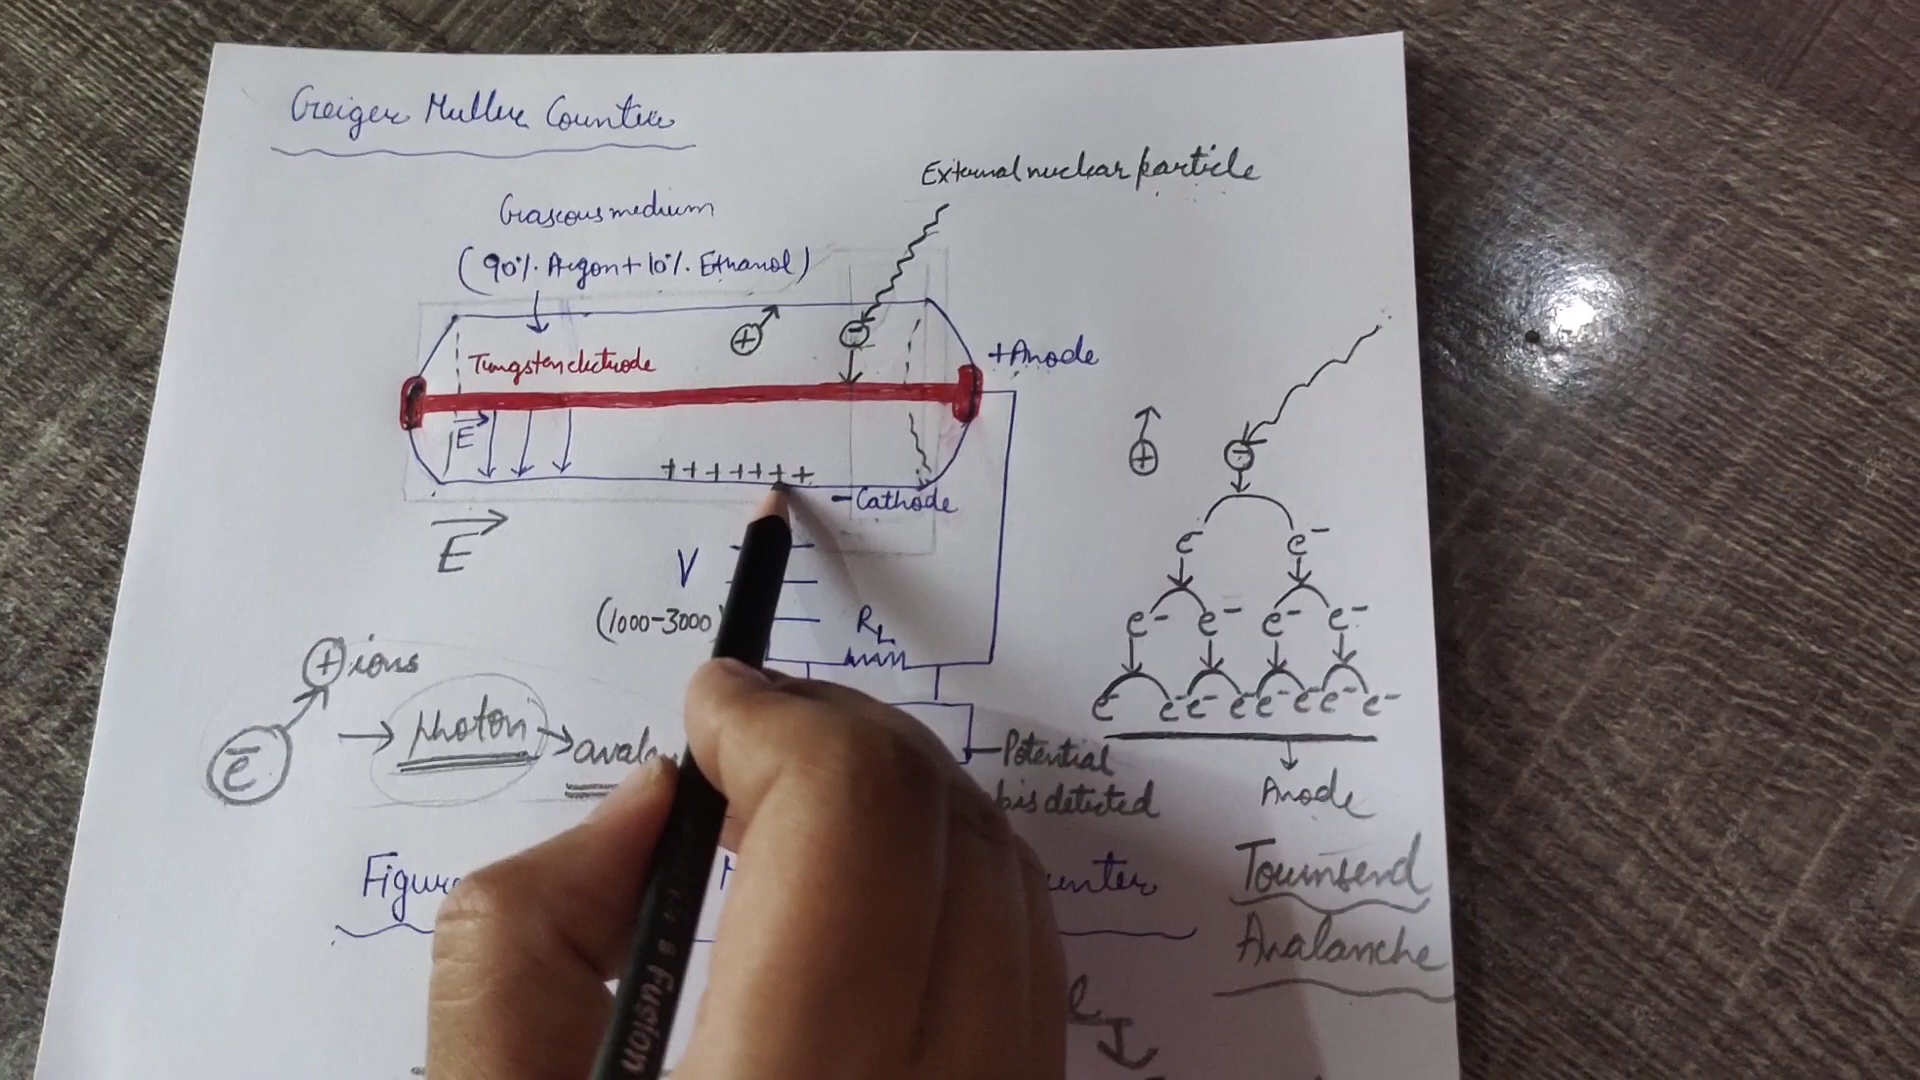 Geiger Muller Counter
External nuclear particle
Gaseous medium
(90% Argon + 10% Ethanol)
+
-
Tungsten electrode
+Anode
E
+ + + + + + +
- Cathode
E
V
(1000-3000
RL
+ ions
e-
photon
Potential
is detected
+
-
e- e-
e- e- e- e-
e- e- e- e- e- e- e- e-
Anode
Townsend
Avalanche
Fusion